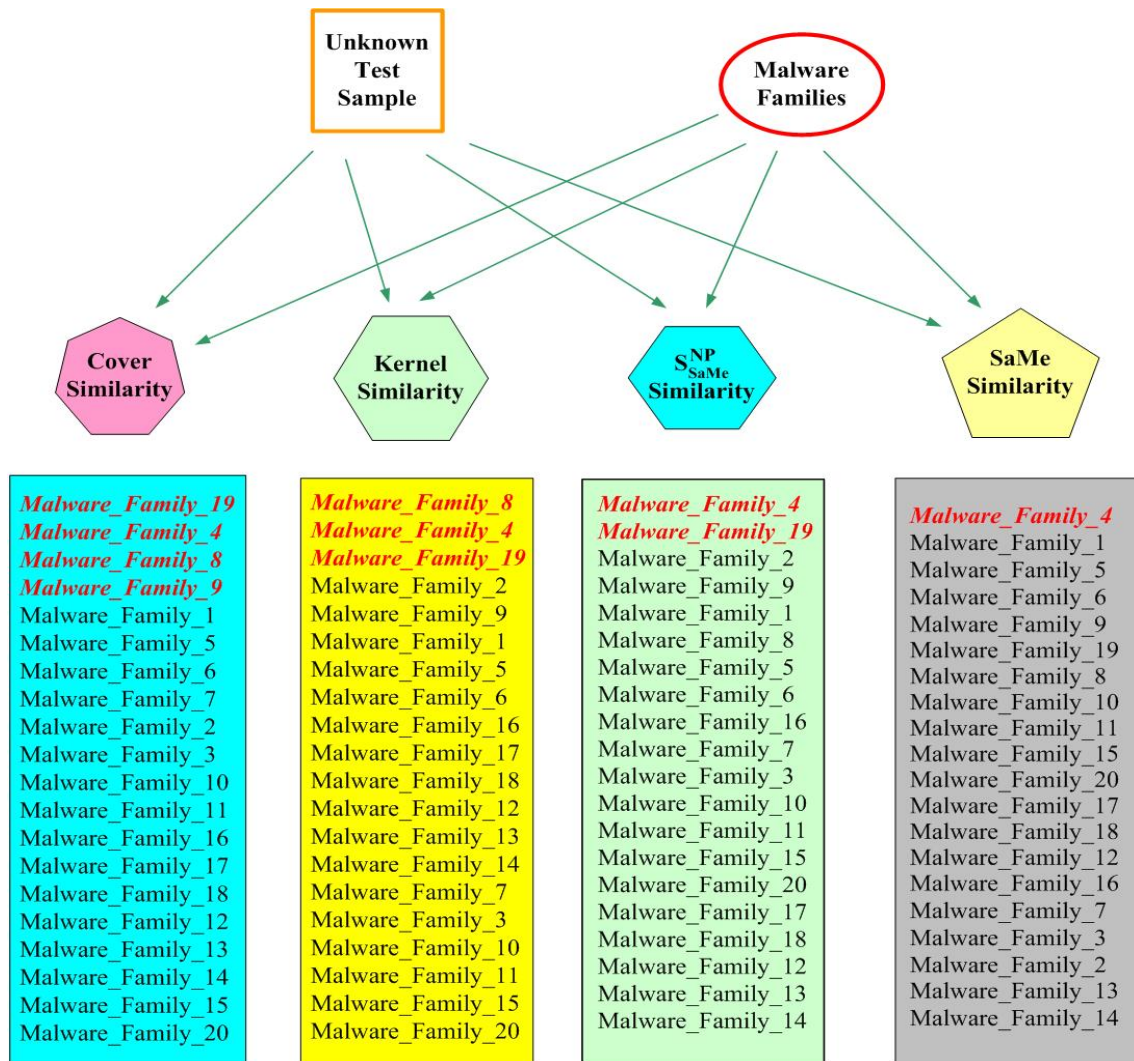 Unknown
Test
Sample
Malware
Families
Cover
Similarity
Kernel
Similarity
S NP SaMe
Similarity
SaMe
Similarity
Malware_Family_19
Malware_Family_4
Malware_Family_8
Malware_Family_9
Malware_Family_1
Malware_Family_5
Malware_Family_6
Malware_Family_7
Malware_Family_2
Malware_Family_3
Malware_Family_10
Malware_Family_11
Malware_Family_16
Malware_Family_17
Malware_Family_18
Malware_Family_12
Malware_Family_13
Malware_Family_14
Malware_Family_15
Malware_Family_20
Malware_Family_8
Malware_Family_4
Malware_Family_19
Malware_Family_2
Malware_Family_9
Malware_Family_1
Malware_Family_5
Malware_Family_6
Malware_Family_16
Malware_Family_17
Malware_Family_18
Malware_Family_12
Malware_Family_13
Malware_Family_14
Malware_Family_7
Malware_Family_3
Malware_Family_10
Malware_Family_11
Malware_Family_15
Malware_Family_20
Malware_Family_4
Malware_Family_19
Malware_Family_2
Malware_Family_9
Malware_Family_1
Malware_Family_8
Malware_Family_5
Malware_Family_6
Malware_Family_16
Malware_Family_7
Malware_Family_3
Malware_Family_10
Malware_Family_11
Malware_Family_15
Malware_Family_20
Malware_Family_17
Malware_Family_18
Malware_Family_12
Malware_Family_13
Malware_Family_14
Malware_Family_4
Malware_Family_1
Malware_Family_5
Malware_Family_6
Malware_Family_9
Malware_Family_19
Malware_Family_8
Malware_Family_10
Malware_Family_11
Malware_Family_15
Malware_Family_20
Malware_Family_17
Malware_Family_18
Malware_Family_12
Malware_Family_16
Malware_Family_7
Malware_Family_3
Malware_Family_2
Malware_Family_13
Malware_Family_14